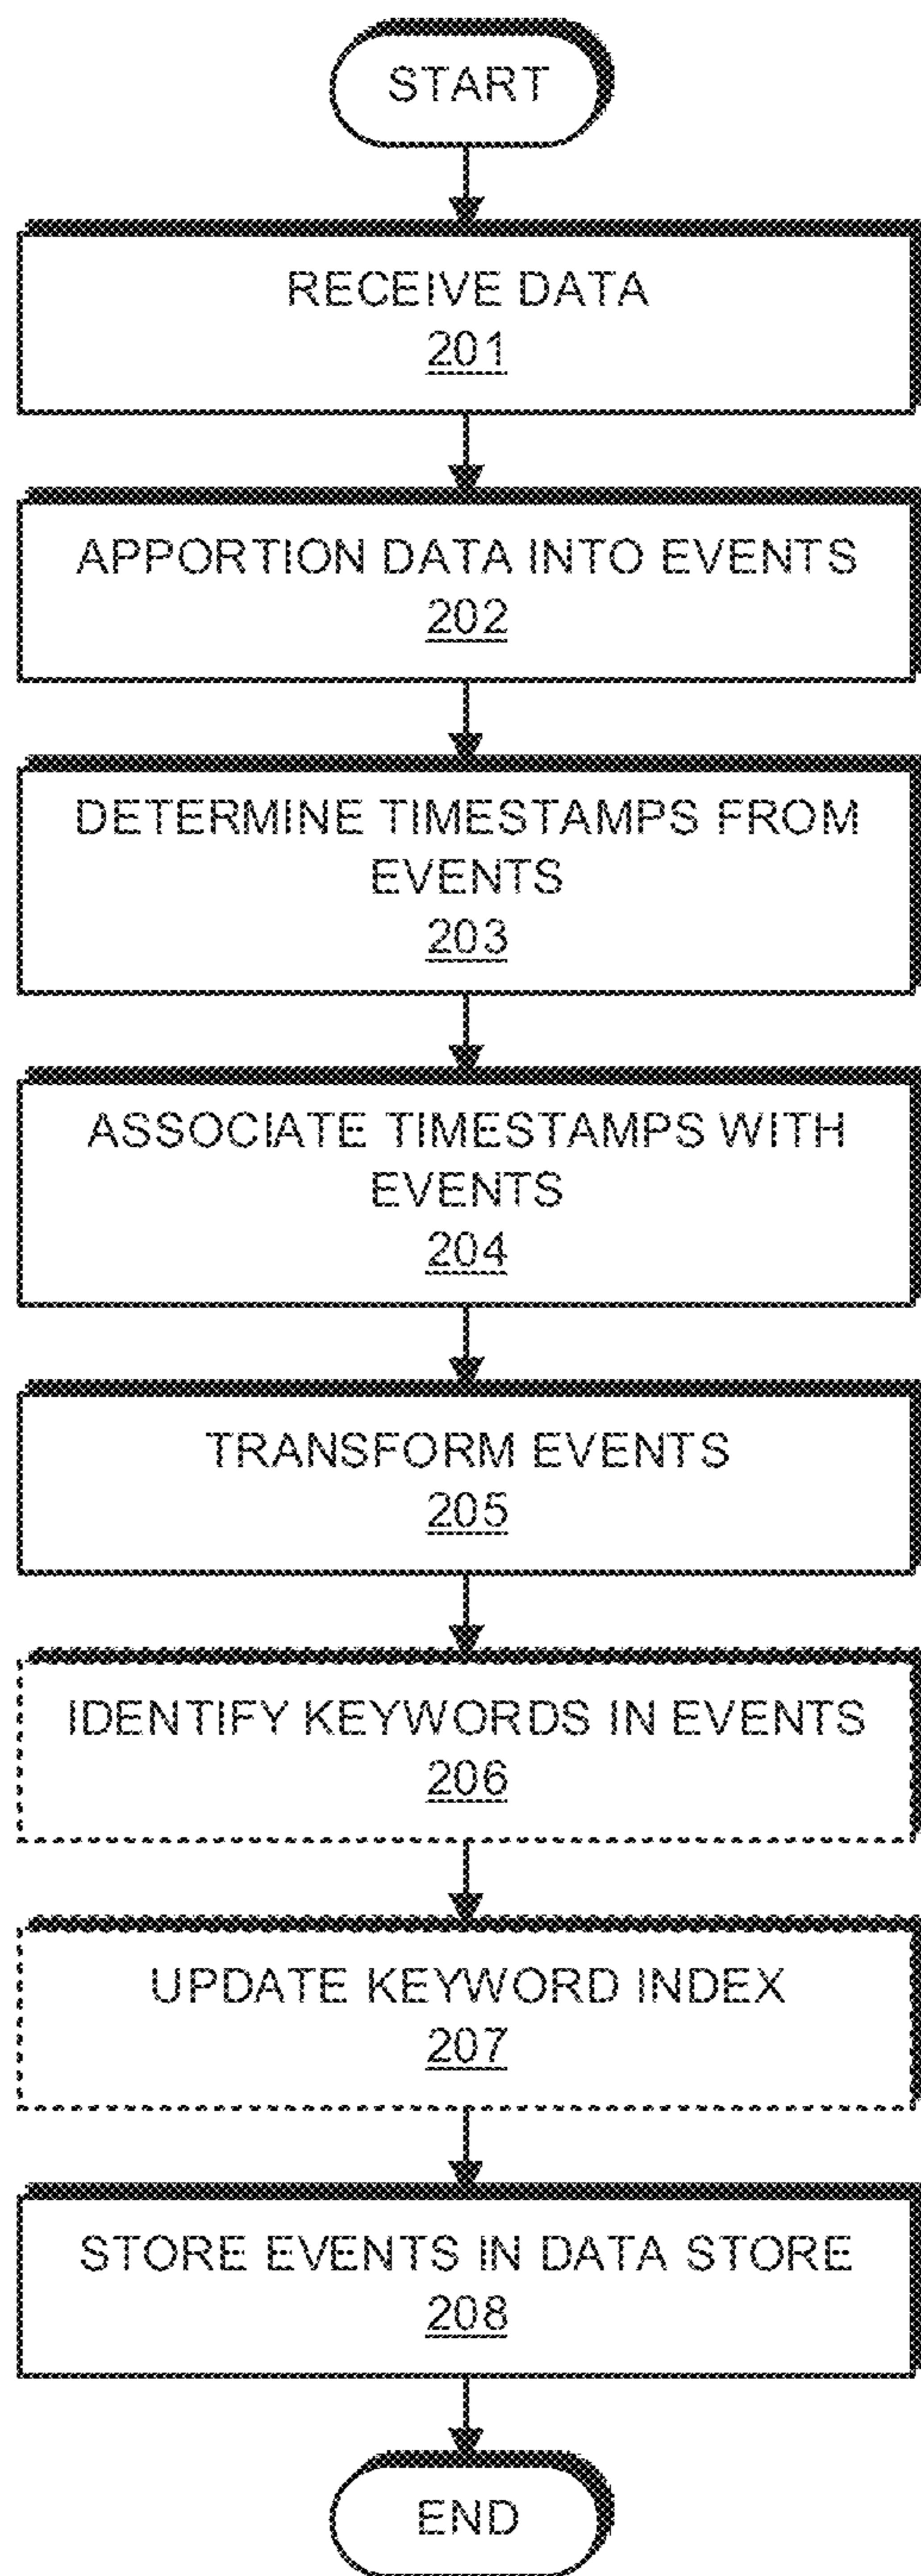 START
RECEIVE DATA
201
APPORTION DATA INTO EVENTS
202
DETERMINE TIMESTAMPS FROM
EVENTS
203
ASSOCIATE TIMESTAMPS WITH
EVENTS
204
TRANSFORM EVENTS
205
IDENTIFY KEYWORDS IN EVENTS
206
UPDATE KEYWORD INDEX
207
STORE EVENTS IN DATA STORE
208
END